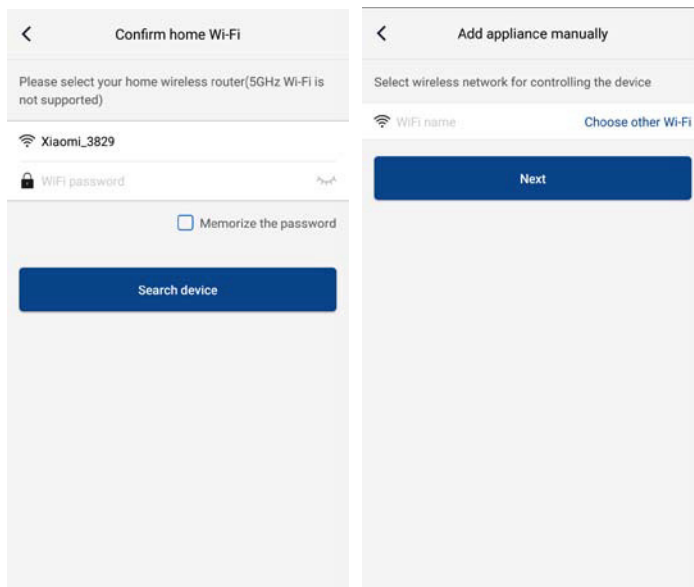 Confirm home Wi-Fi
Please select your home wireless router(5GHz Wi-Fi is
not supported)
Xiaomi_3829
WiFi password
Memorize the password
Search device
Add appliance manually
Select wireless network for controlling the device
WiFi name
Choose other Wi-Fi
Next